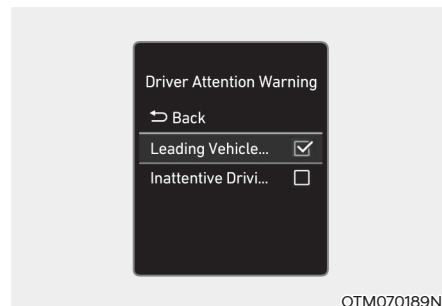 Driver Attention Warning
Back
Leading Vehicle...
Inattentive Drivi...
OTM070189N